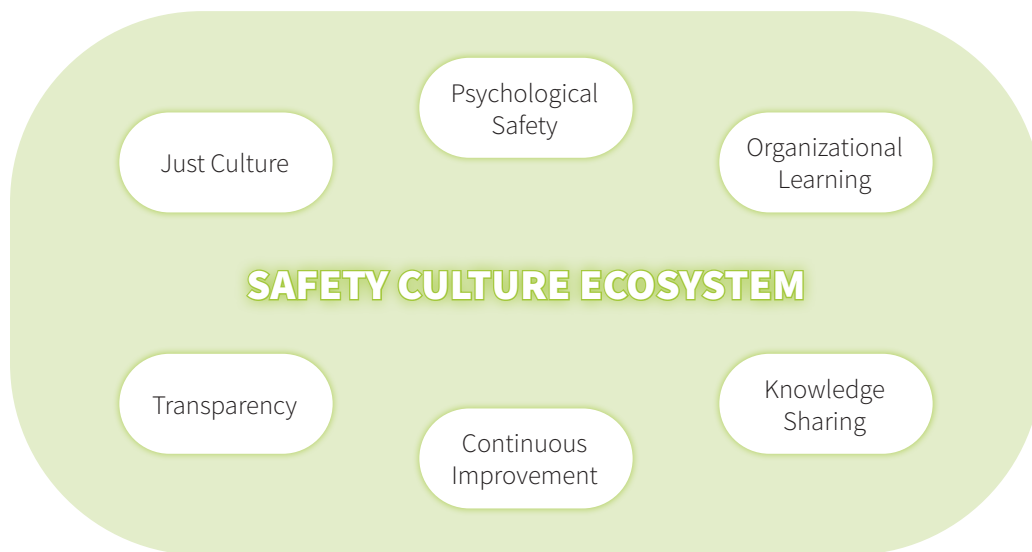 Psychological
Safety
Just Culture
Organizational
Learning
SAFETY CULTURE ECOSYSTEM
Transparency
Knowledge
Sharing
Continuous
Improvement